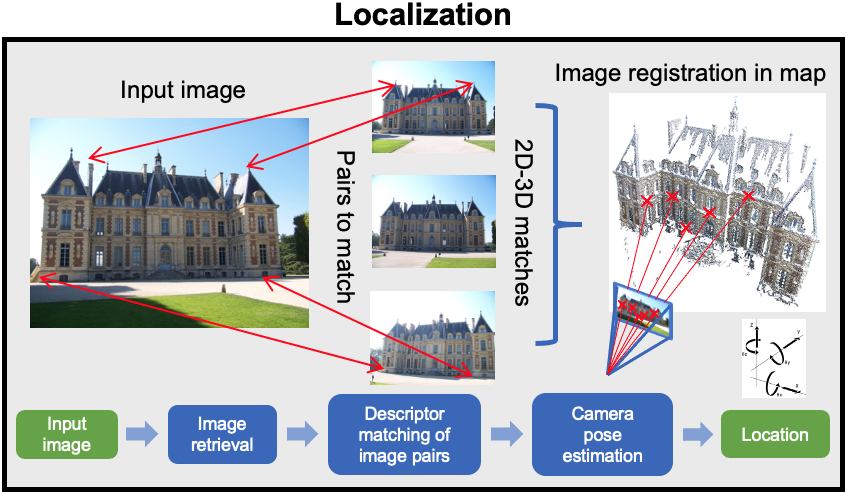 Localization
Input image
Pairs to match
2D-3D matches
Image registration in map
Z
Y
X
Input
image
Image
retrieval
Descriptor
matching of
image pairs
Camera
pose
estimation
Location